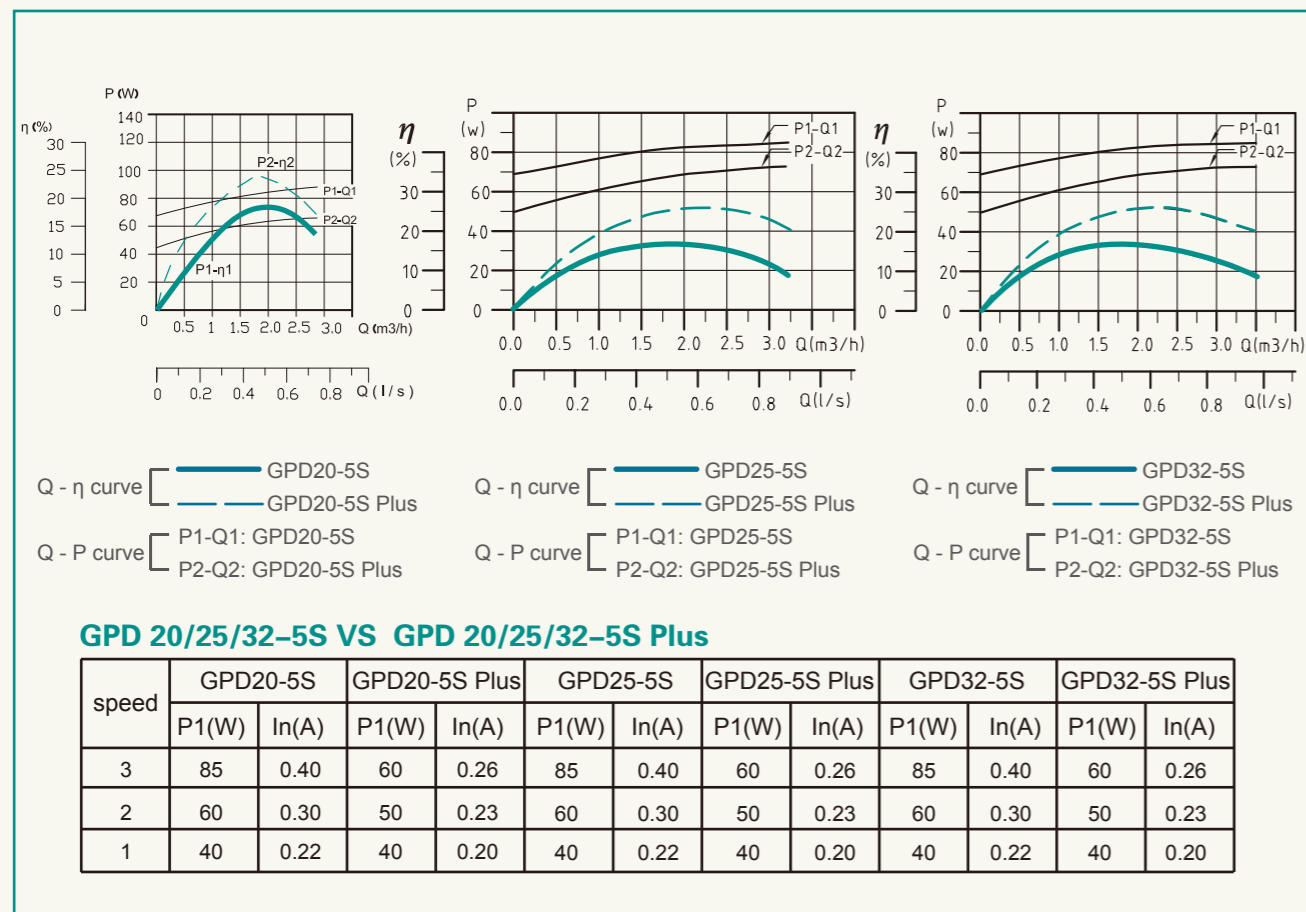 P (W)
η (%)
140
120
100
80
60
40
20
0
30
25
20
15
10
5
0
P2-η2
P1-Q1
P2-Q2
P1-η1
0.5 1 1.5 2.0 2.5 3.0
Q (m3/h)
0 0.2 0.4 0.6 0.8 Q (l/s)
P
(w)
η
(%)
80
60
40
20
0
30
20
10
0
P1-Q1
P2-Q2
0.0 0.5 1.0 1.5 2.0 2.5 3.0 Q(m3/h)
0.0 0.2 0.4 0.6 0.8 Q(l/s)
P
(w)
η
(%)
80
60
40
20
0
30
20
10
0
P1-Q1
P2-Q2
0.0 0.5 1.0 1.5 2.0 2.5 3.0 Q(m3/h)
0.0 0.2 0.4 0.6 0.8 Q(l/s)
Q - η curve
GPD20-5S
GPD20-5S Plus
Q - P curve
P1-Q1: GPD20-5S
P2-Q2: GPD20-5S Plus
Q - η curve
GPD25-5S
GPD25-5S Plus
Q - P curve
P1-Q1: GPD25-5S
P2-Q2: GPD25-5S Plus
Q - η curve
GPD32-5S
GPD32-5S Plus
Q - P curve
P1-Q1: GPD32-5S
P2-Q2: GPD32-5S Plus
GPD 20/25/32–5S VS GPD 20/25/32–5S Plus
speed GPD20-5S GPD20-5S Plus GPD25-5S GPD25-5S Plus GPD32-5S GPD32-5S Plus
P1(W) In(A) P1(W) In(A) P1(W) In(A) P1(W) In(A) P1(W) In(A) P1(W) In(A)
3 85 0.40 60 0.26 85 0.40 60 0.26 85 0.40 60 0.26
2 60 0.30 50 0.23 60 0.30 50 0.23 60 0.30 50 0.23
1 40 0.22 40 0.20 40 0.22 40 0.20 40 0.22 40 0.20